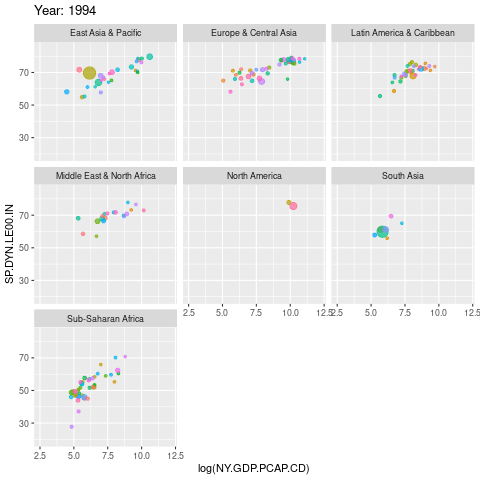 Year: 1994
East Asia & Pacific
Europe & Central Asia
Latin America & Caribbean
70
50
30
Middle East & North Africa
North America
South Asia
70
50
30
2.5 5.0 7.5 10.0 12.5 2.5 5.0 7.5 10.0 12.5
Sub-Saharan Africa
70
50
30
2.5 5.0 7.5 10.0 12.5
SP.DYN.LE00.IN
log(NY.GDP.PCAP.CD)